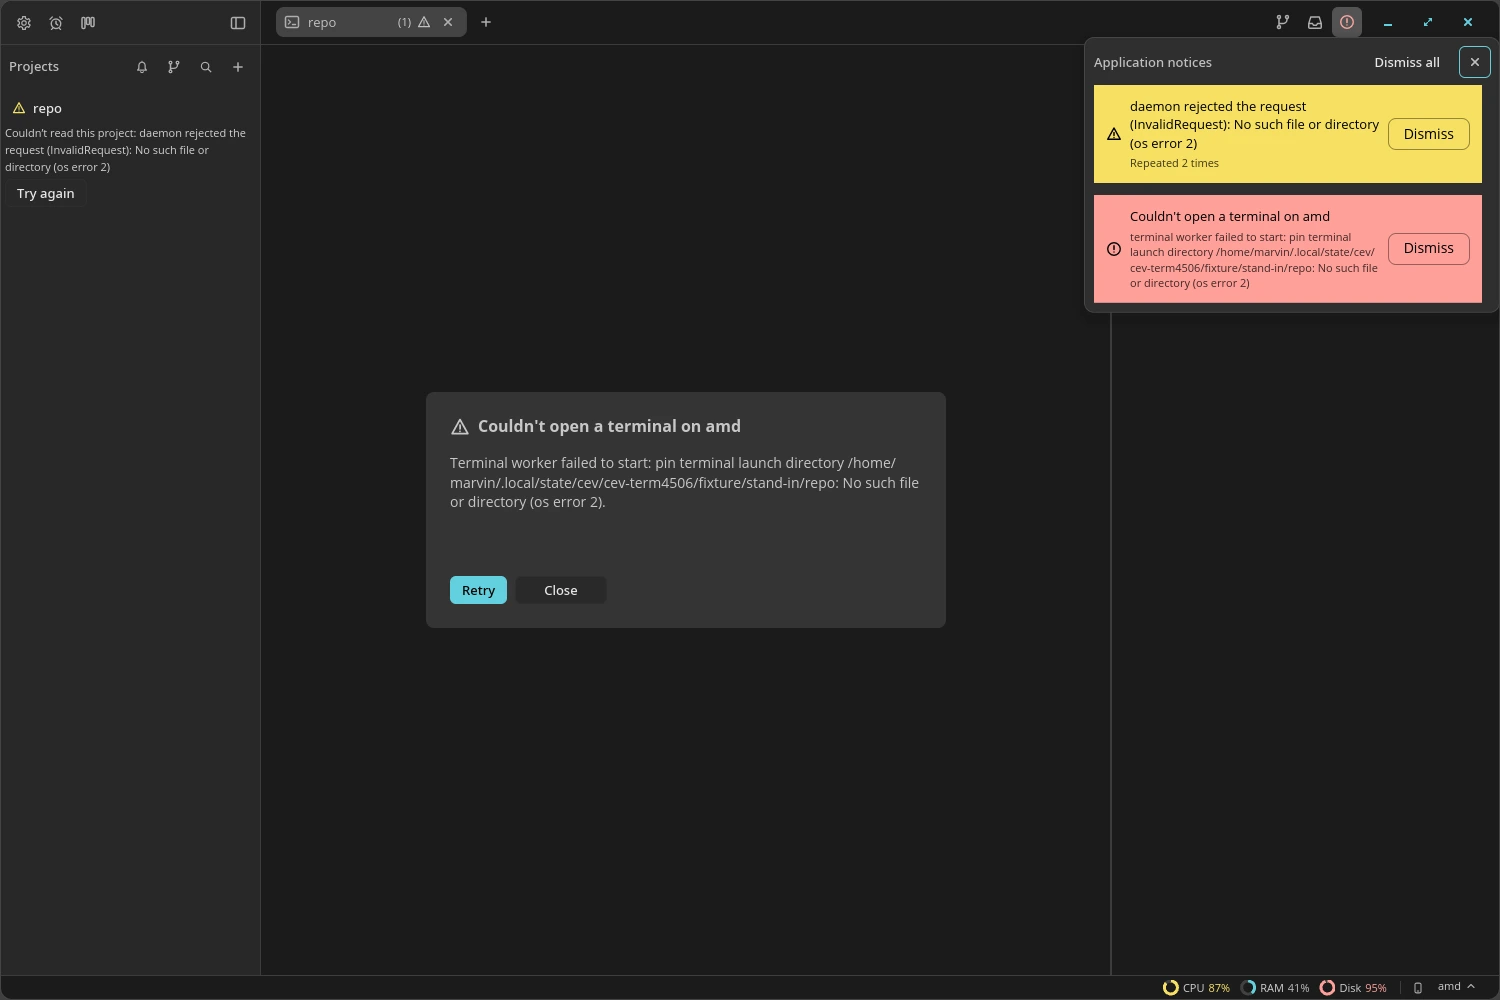 repo
(1)
Projects
repo
Couldn't read this project: daemon rejected the
request (InvalidRequest): No such file or
directory (os error 2)
Try again
Application notices
Dismiss all
daemon rejected the request
(InvalidRequest): No such file or directory
(os error 2)
Repeated 2 times
Dismiss
Couldn't open a terminal on amd
terminal worker failed to start: pin terminal
launch directory /home/marvin/.local/state/cev/
cev-term4506/fixture/stand-in/repo: No such file
or directory (os error 2)
Dismiss
Couldn't open a terminal on amd
Terminal worker failed to start: pin terminal launch directory /home/
marvin/.local/state/cev/cev-term4506/fixture/stand-in/repo: No such file
or directory (os error 2).
Retry
Close
CPU 87%
RAM 41%
Disk 95%
amd